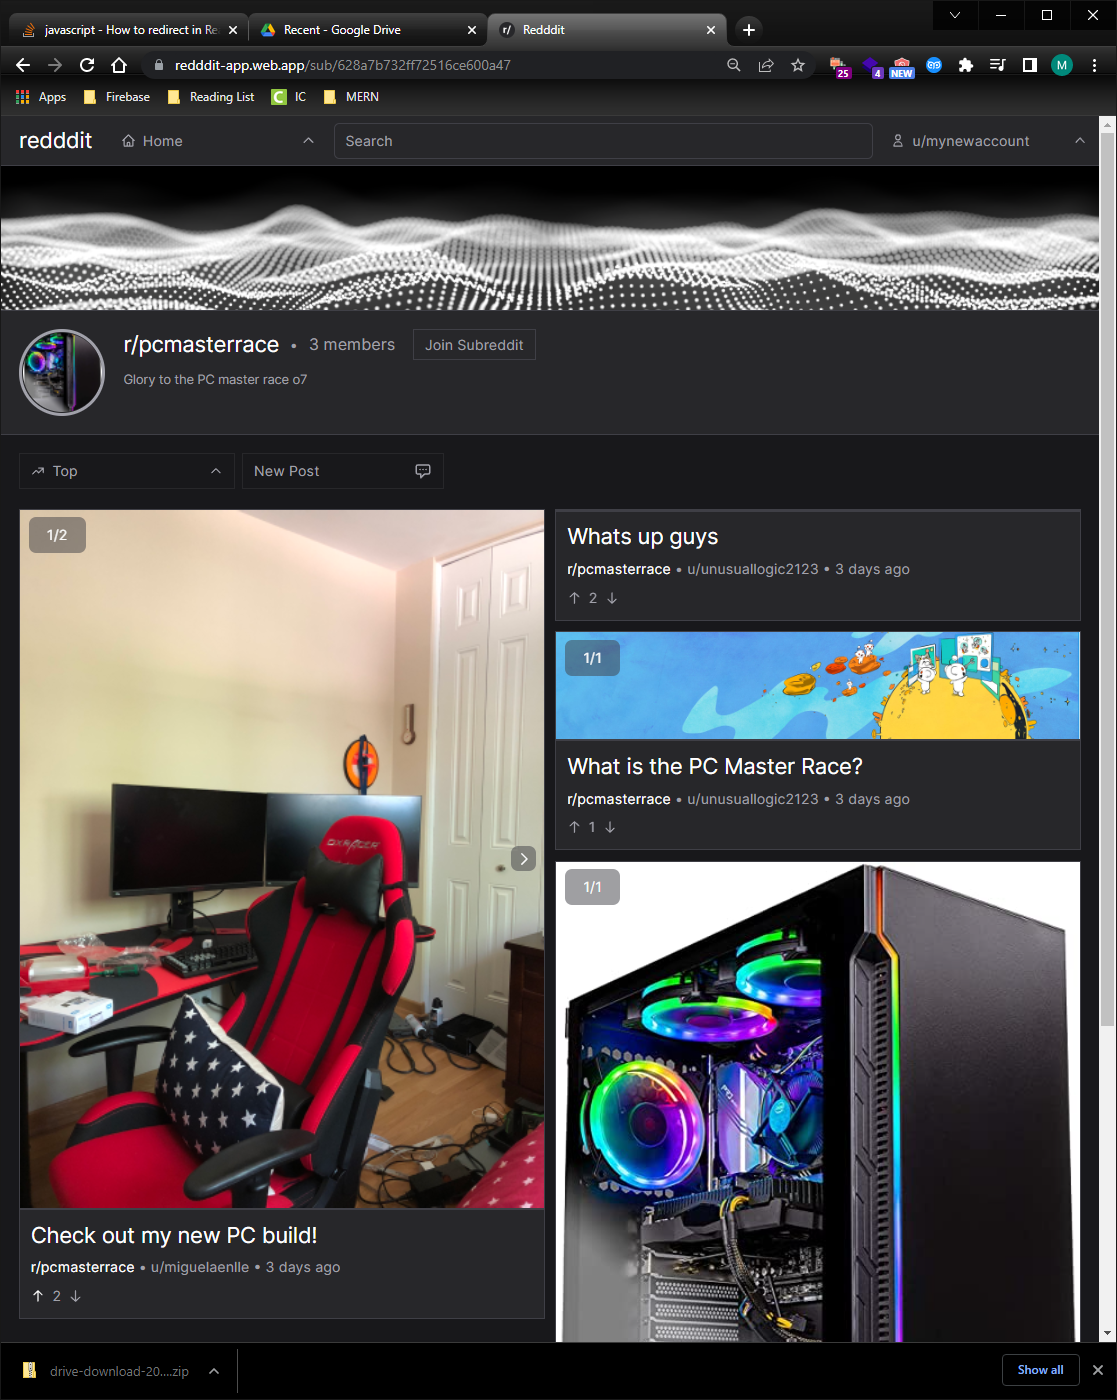 javascript - How to redirect in Re
Recent - Google Drive
r/ Redddit
redddit-app.web.app/sub/628a7b732ff72516ce600a47
25
4
NEW
M
Apps
Firebase
Reading List
C IC
MERN
redddit
Home
Search
u/mynewaccount
r/pcmasterrace • 3 members
Join Subreddit
Glory to the PC master race o7
Top
New Post
1/2
DXRACER
Check out my new PC build!
r/pcmasterrace • u/miguelaenlle • 3 days ago
2
Whats up guys
r/pcmasterrace • u/unusuallogic2123 • 3 days ago
2
1/1
What is the PC Master Race?
r/pcmasterrace • u/unusuallogic2123 • 3 days ago
1
1/1
drive-download-20....zip
Show all